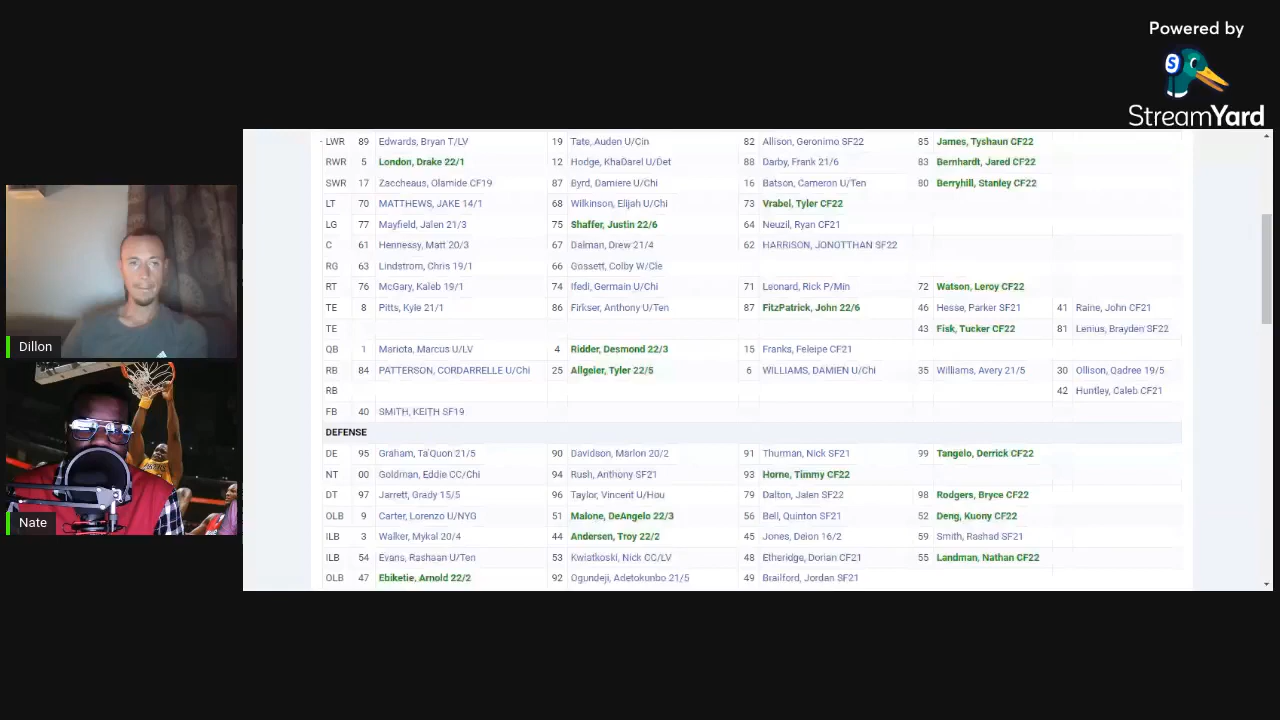 Powered by
StreamYard
LWR 89 Edwards, Bryan T/LV 19 Tate, Auden U/Cin 82 Allison, Geronimo SF22 85 James, Tyshaun CF22
RWR 5 London, Drake 22/1 12 Hodge, KhaDarel U/Det 88 Darby, Frank 21/6 83 Bernhardt, Jared CF22
SWR 17 Zaccheaus, Olamide CF19 87 Byrd, Damiere U/Chi 16 Batson, Cameron U/Ten 80 Berryhill, Stanley CF22
LT 70 MATTHEWS, JAKE 14/1 68 Wilkinson, Elijah U/Chi 73 Vrabel, Tyler CF22
LG 77 Mayfield, Jalen 21/3 75 Shaffer, Justin 22/6 64 Neuzil, Ryan CF21
C 61 Hennessy, Matt 20/3 67 Dalman, Drew 21/4 62 HARRISON, JONOTTHAN SF22
RG 63 Lindstrom, Chris 19/1 66 Gossett, Colby W/Cle
RT 76 McGary, Kaleb 19/1 74 Ifedi, Germain U/Chi 71 Leonard, Rick P/Min 72 Watson, Leroy CF22
TE 8 Pitts, Kyle 21/1 86 Firkser, Anthony U/Ten 87 FitzPatrick, John 22/6 46 Hesse, Parker SF21 41 Raine, John CF21
TE 43 Fisk, Tucker CF22 81 Lenius, Brayden SF22
QB 1 Mariota, Marcus U/LV 4 Ridder, Desmond 22/3 15 Franks, Feleipe CF21
RB 84 PATTERSON, CORDARRELLE U/Chi 25 Allgeier, Tyler 22/5 6 WILLIAMS, DAMIEN U/Chi 35 Williams, Avery 21/5 30 Ollison, Qadree 19/5
RB 42 Huntley, Caleb CF21
FB 40 SMITH, KEITH SF19
DEFENSE
DE 95 Graham, Ta'Quon 21/5 90 Davidson, Marlon 20/2 91 Thurman, Nick SF21 99 Tangelo, Derrick CF22
NT 00 Goldman, Eddie CC/Chi 94 Rush, Anthony SF21 93 Horne, Timmy CF22
DT 97 Jarrett, Grady 15/5 96 Taylor, Vincent U/Hou 79 Dalton, Jalen SF22 98 Rodgers, Bryce CF22
OLB 9 Carter, Lorenzo U/NYG 51 Malone, DeAngelo 22/3 56 Bell, Quinton SF21 52 Deng, Kuony CF22
ILB 3 Walker, Mykal 20/4 44 Andersen, Troy 22/2 45 Jones, Deion 16/2 59 Smith, Rashad SF21
ILB 54 Evans, Rashaan U/Ten 53 Kwiatkoski, Nick CC/LV 48 Etheridge, Dorian CF21 55 Landman, Nathan CF22
OLB 47 Ebiketie, Arnold 22/2 92 Ogundeji, Adetokunbo 21/5 49 Brailford, Jordan SF21
Dillon
Nate